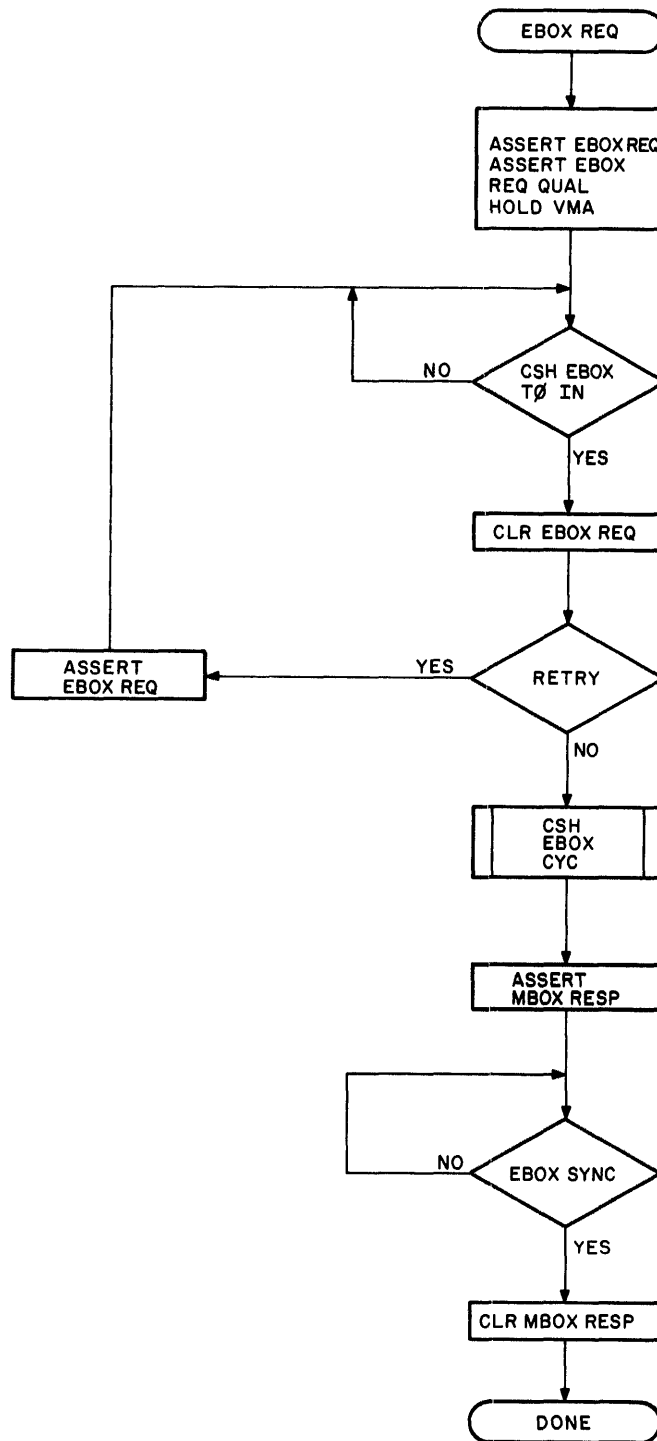 EBOX REQ
ASSERT EBOX REQ
ASSERT EBOX
REQ QUAL
HOLD VMA
NO
CSH EBOX
TØ IN
YES
CLR EBOX REQ
ASSERT
EBOX REQ
YES
RETRY
NO
CSH
EBOX
CYC
ASSERT
MBOX RESP
NO
EBOX SYNC
YES
CLR MBOX RESP
DONE